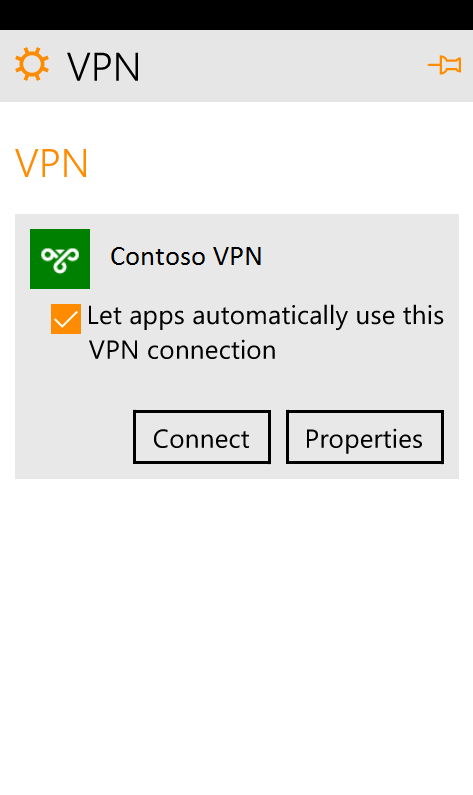 VPN
VPN
Contoso VPN
Let apps automatically use this
VPN connection
Connect
Properties